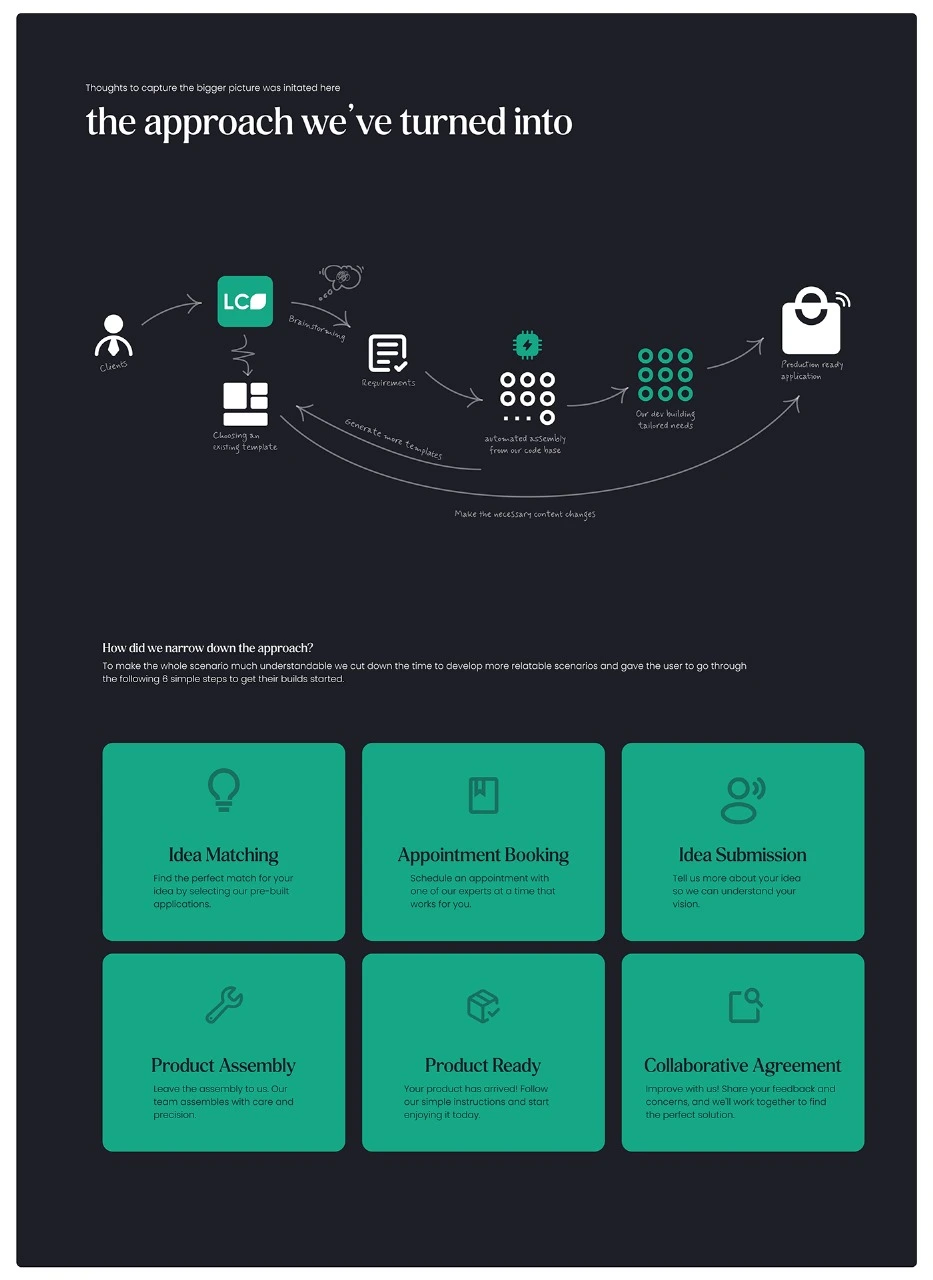 Thoughts to capture the bigger picture was initated here
the approach we've turned into
LC
Brainstorming
Clients
Requirements
Choosing an
existing template
Generate more templates
automated assembly
from our code base
Our dev building
tailored needs
Production ready
application
Make the necessary content changes
How did we narrow down the approach?
To make the whole scenario much understandable we cut down the time to develop more relatable scenarios and gave the user to go through
the following 6 simple steps to get their builds started.
Idea Matching
Find the perfect match for your
idea by selecting our pre-built
applications.
Appointment Booking
Schedule an appointment with
one of our experts at a time that
works for you.
Idea Submission
Tell us more about your idea
so we can understand your
vision.
Product Assembly
Leave the assembly to us. Our
team assembles with care and
precision.
Product Ready
Your product has arrived! Follow
our simple instructions and start
enjoying it today.
Collaborative Agreement
Improve with us! Share your feedback and
concerns, and we'll work together to find
the perfect solution.